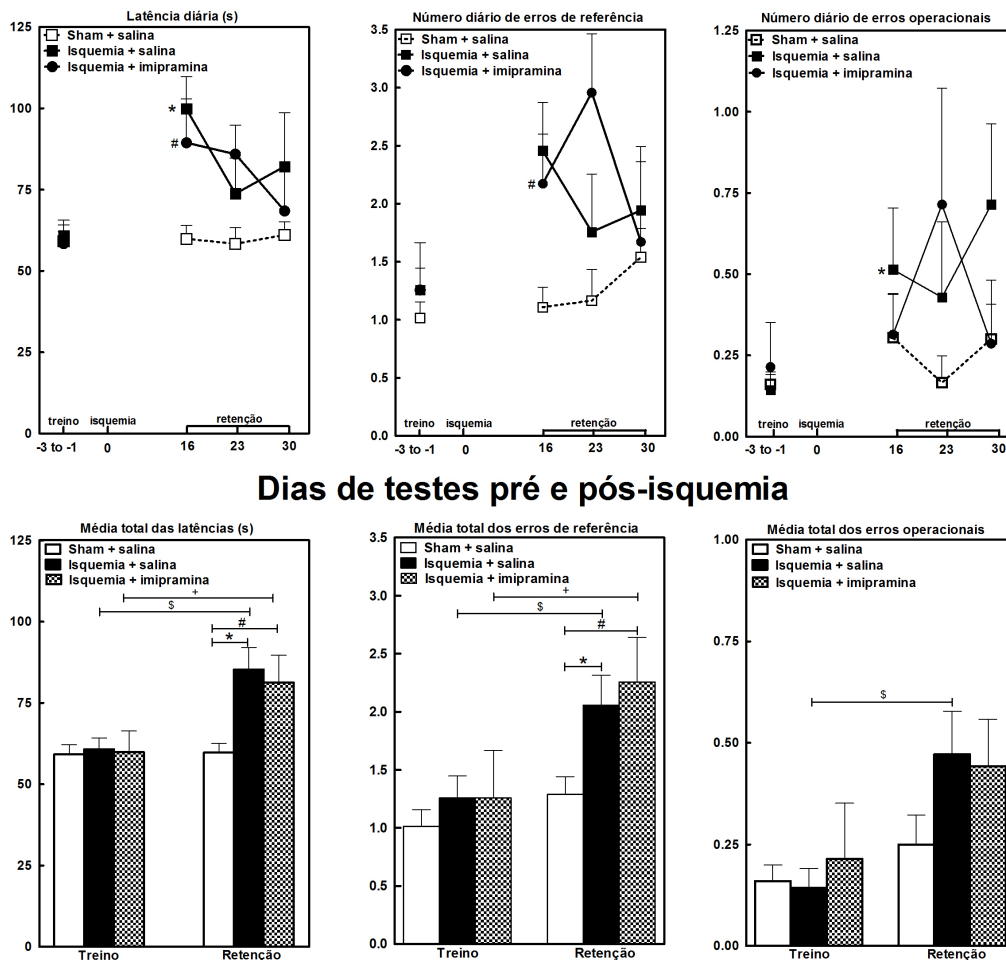 Latência diária (s)
Sham + salina
Isquemia + salina
Isquemia + imipramina
125
100
75
50
25
0
*
#
treino
isquemia
retenção
-3 to -1
0
16
23
30
Número diário de erros de referência
Sham + salina
Isquemia + salina
Isquemia + imipramina
3.5
3.0
2.5
2.0
1.5
1.0
0.5
0.0
#
treino
isquemia
retenção
-3 to -1
0
16
23
30
Número diário de erros operacionais
Sham + salina
Isquemia + salina
Isquemia + imipramina
1.25
1.00
0.75
0.50
0.25
0.00
*
treino
isquemia
retenção
-3 to -1
0
16
23
30
Dias de testes pré e pós-isquemia
Média total das latências (s)
Sham + salina
Isquemia + salina
Isquemia + imipramina
125
100
75
50
25
0
+
$
#
*
Treino
Retenção
Média total dos erros de referência
Sham + salina
Isquemia + salina
Isquemia + imipramina
3.5
3.0
2.5
2.0
1.5
1.0
0.5
0.0
+
$
#
*
Treino
Retenção
Média total dos erros operacionais
Sham + salina
Isquemia + salina
Isquemia + imipramina
1.00
0.75
0.50
0.25
0.00
$
Treino
Retenção